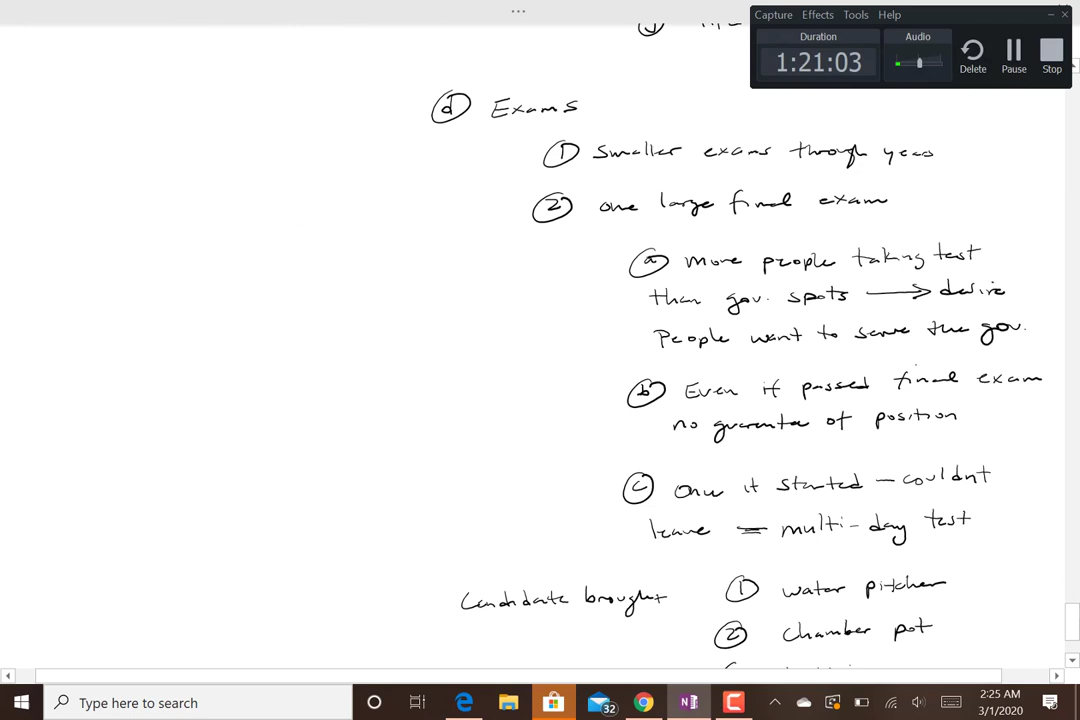 Capture Effects Tools Help
Duration Audio
1:21:03
Delete Pause Stop
d Exams
1 Smaller exams through years
2 one large final exam
a More people taking test
than gov. spots → desire
People want to serve the gov.
b Even if passed final exam
no guarantee of position
c Once it started - couldnt
leave = multi-day test
Candidate brought 1 water pitcher
2 chamber pot
Type here to search
32
2:25 AM
3/1/2020